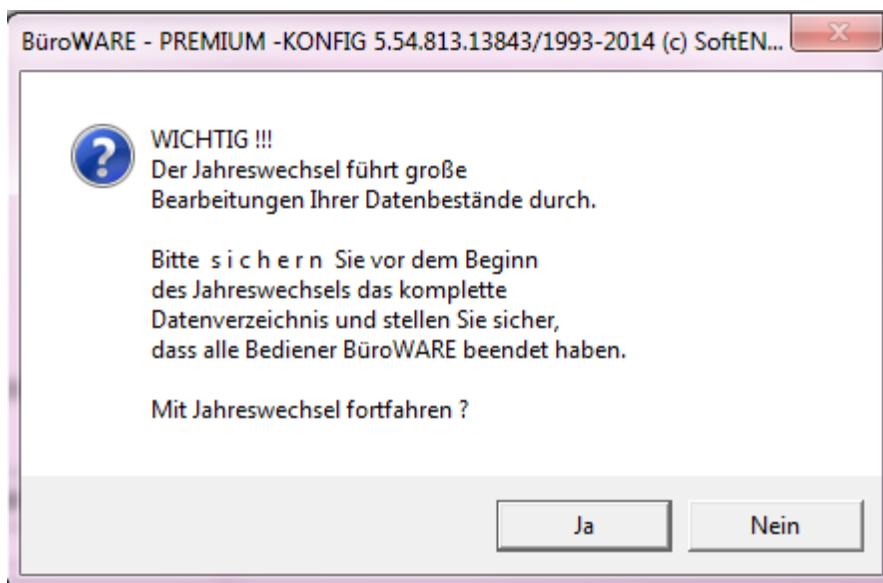 BüroWARE - PREMIUM -KONFIG 5.54.813.13843/1993-2014 (c) SoftEN...
WICHTIG !!!
Der Jahreswechsel führt große
Bearbeitungen Ihrer Datenbestände durch.
Bitte s i c h e r n Sie vor dem Beginn
des Jahreswechsels das komplette
Datenverzeichnis und stellen Sie sicher,
dass alle Bediener BüroWARE beendet haben.
Mit Jahreswechsel fortfahren ?
Ja
Nein